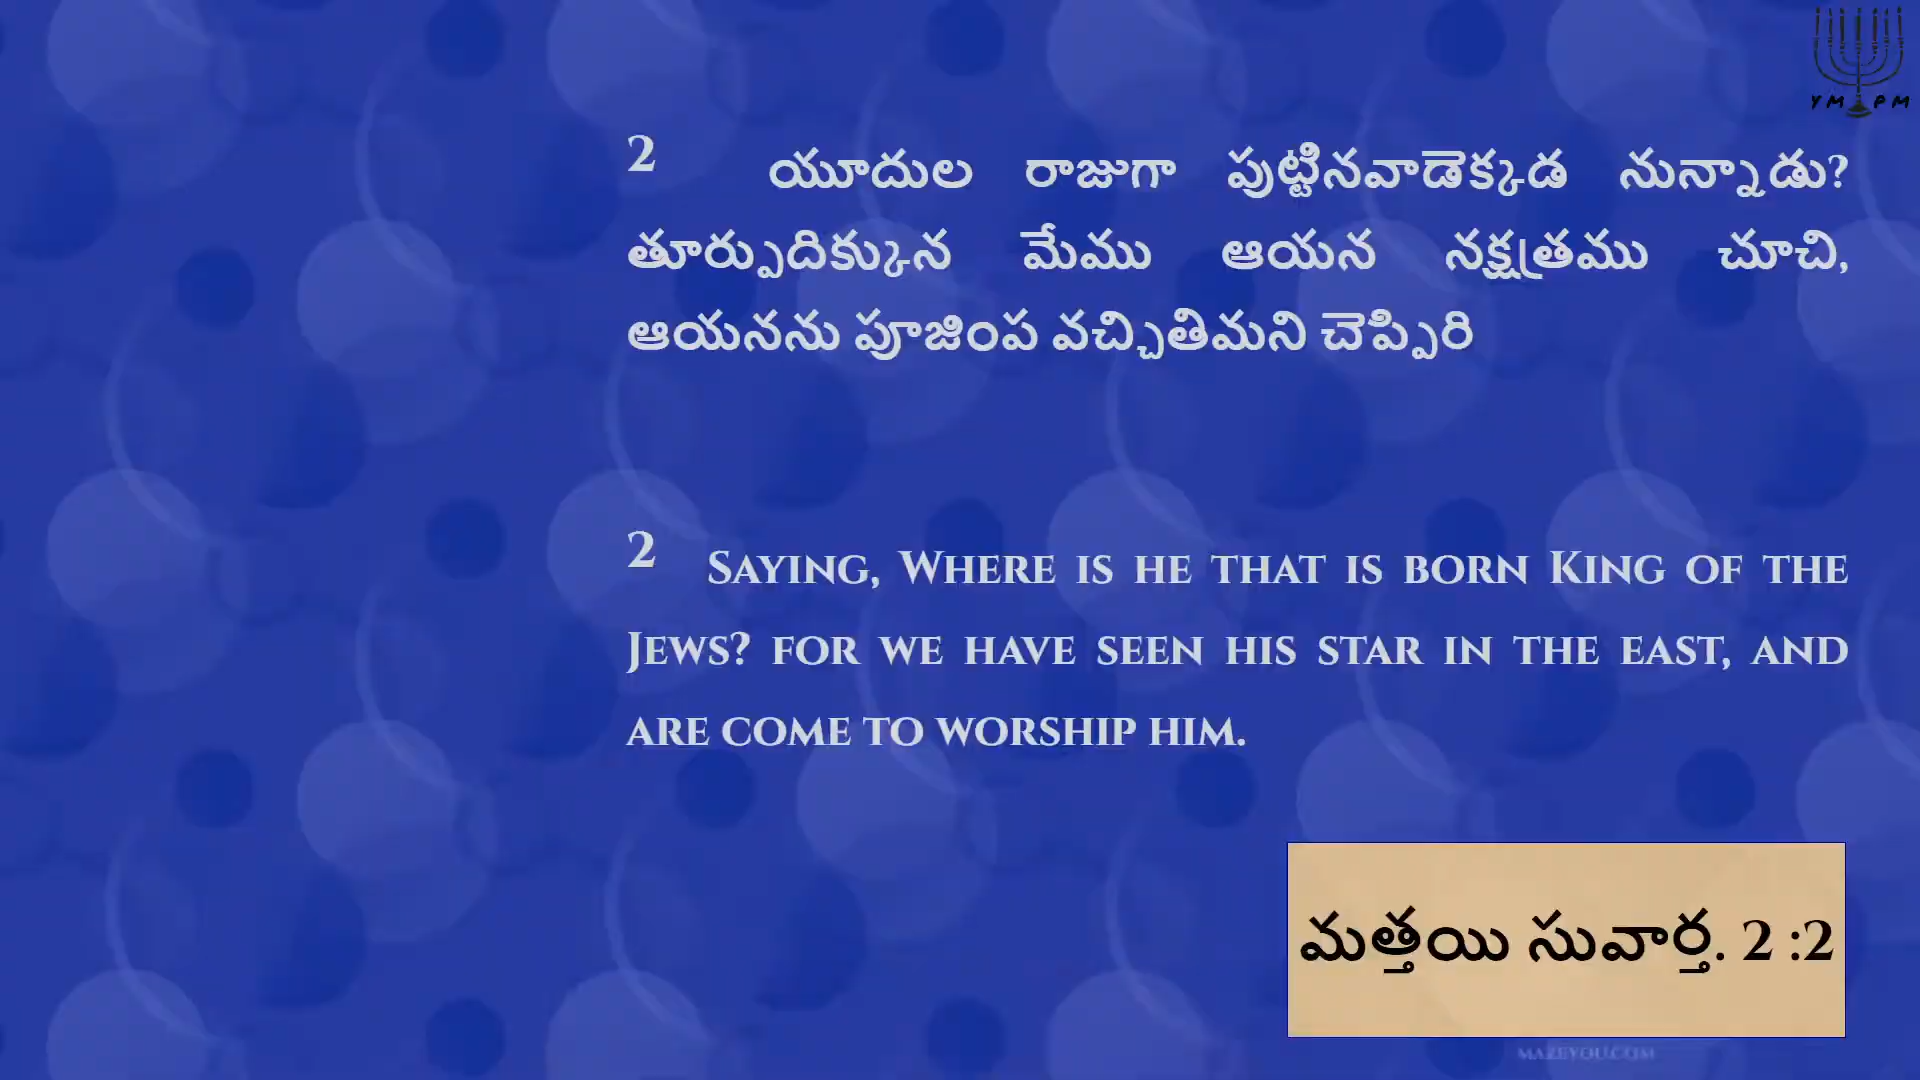 Y M P M
2 యూదుల రాజుగా పుట్టినవాడెక్కడ నున్నాడు?
తూర్పుదిక్కున మేము ఆయన నక్షత్రము చూచి,
ఆయనను పూజింప వచ్చితిమని చెప్పిరి
2 Saying, Where is he that is born King of the
Jews? for we have seen his star in the east, and
are come to worship him.
మత్తయి సువార్త. 2 :2
MAZEYOU.COM